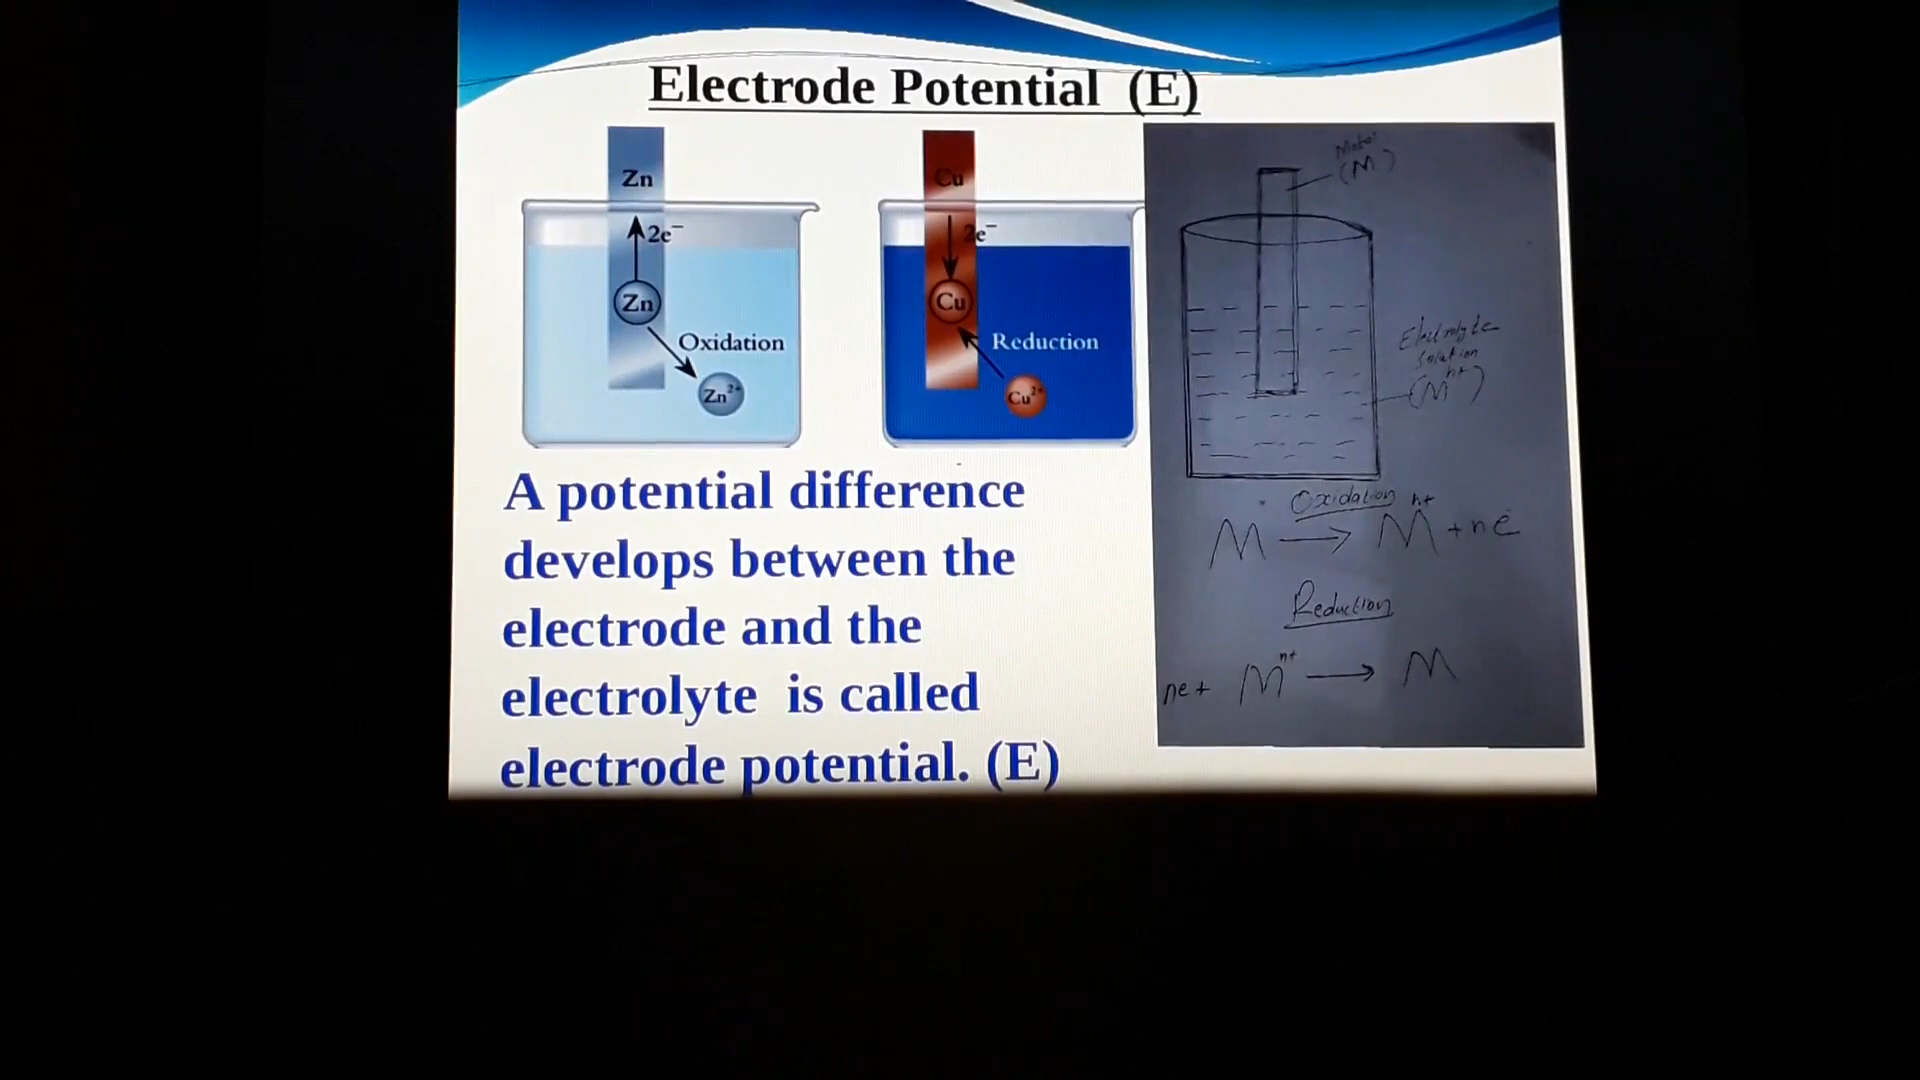 Electrode Potential (E)
Zn
2e⁻
Zn
Oxidation
Zn²⁺
Cu
2e⁻
Cu
Reduction
Cu²⁺
A potential difference
develops between the
electrode and the
electrolyte is called
electrode potential. (E)
(M)
Electrolyte
Solution
(Mⁿ⁺)
Oxidation
M → Mⁿ⁺ + ne⁻
Reduction
ne + Mⁿ⁺ → M